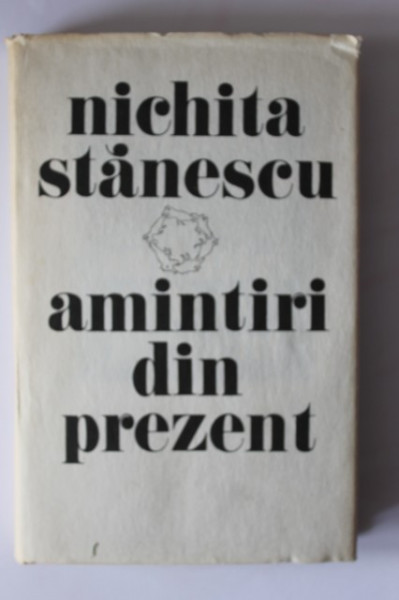 nichita
stănescu
amintiri
din
prezent